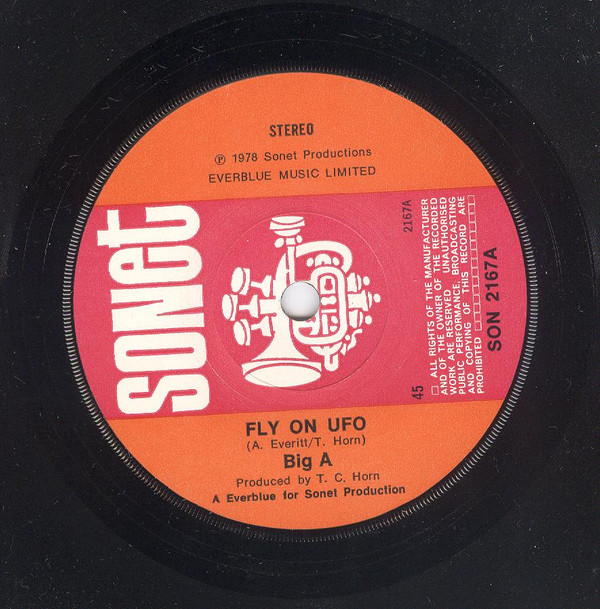 STEREO
℗ 1978 Sonet Productions
EVERBLUE MUSIC LIMITED
sonet
2167A
□ ALL RIGHTS OF THE MANUFACTURER
AND OF THE OWNER OF THE RECORDED
WORK ARE RESERVED. UNAUTHORISED
PUBLIC PERFORMANCE, BROADCASTING
AND COPYING OF THIS RECORD ARE
PROHIBITED
SON 2167A
45
FLY ON UFO
(A. Everitt/T. Horn)
Big A
Produced by T. C. Horn
A Everblue for Sonet Production